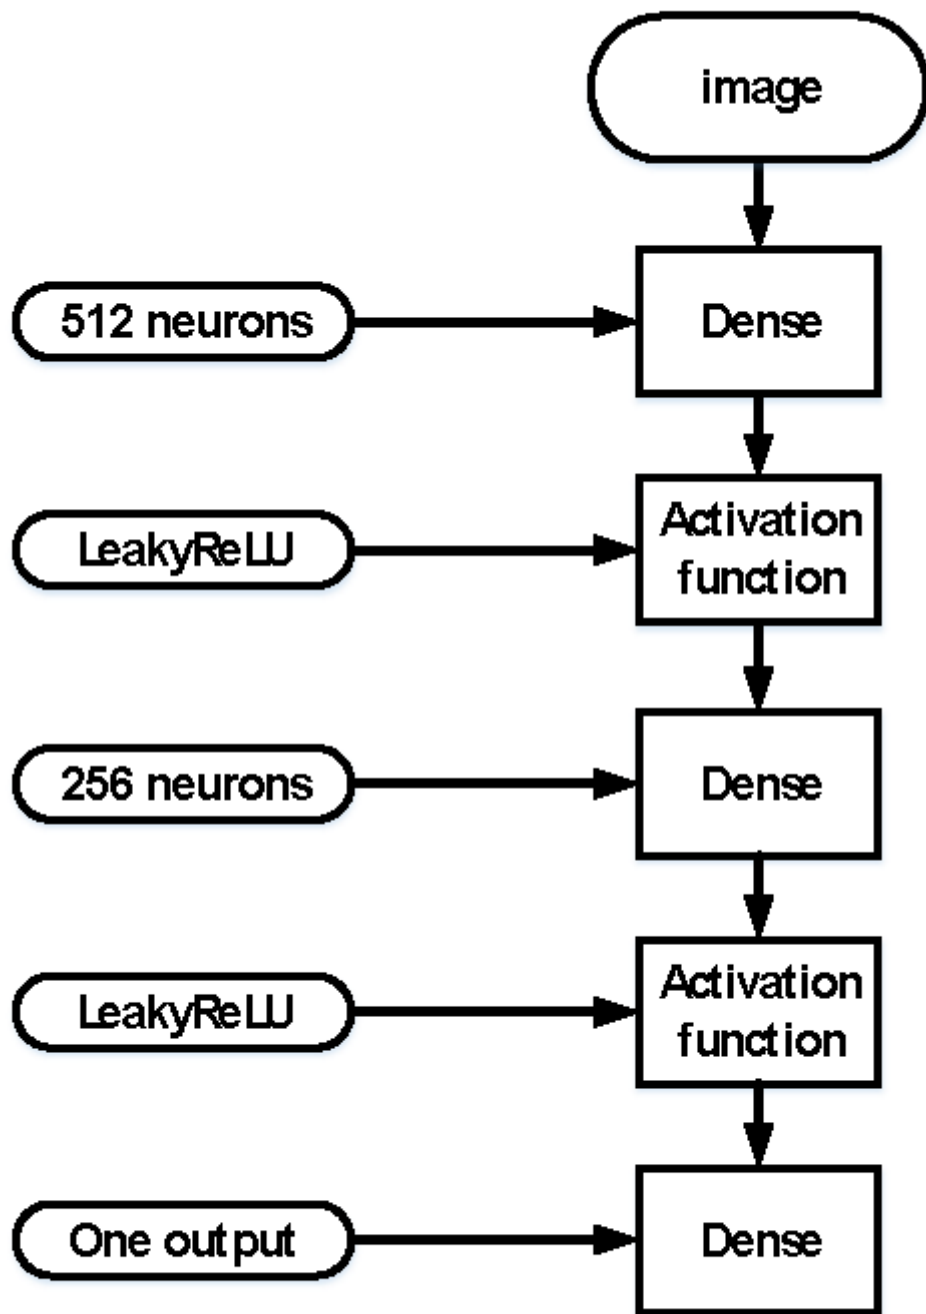 image
512 neurons
Dense
LeakyReLU
Activation
function
256 neurons
Dense
LeakyReLU
Activation
function
One output
Dense